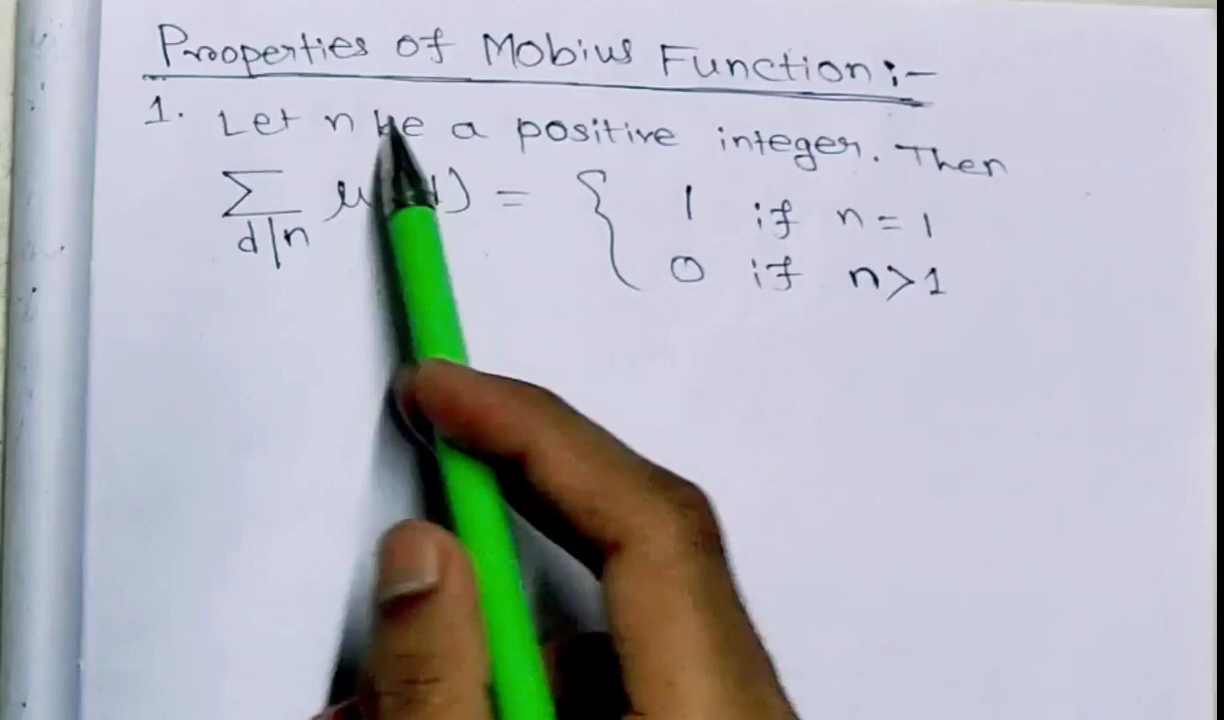 Properties of Mobius Function :-
1. Let n be a positive integer. Then
∑ μ(d) = { 1 if n = 1
d|n 0 if n>1